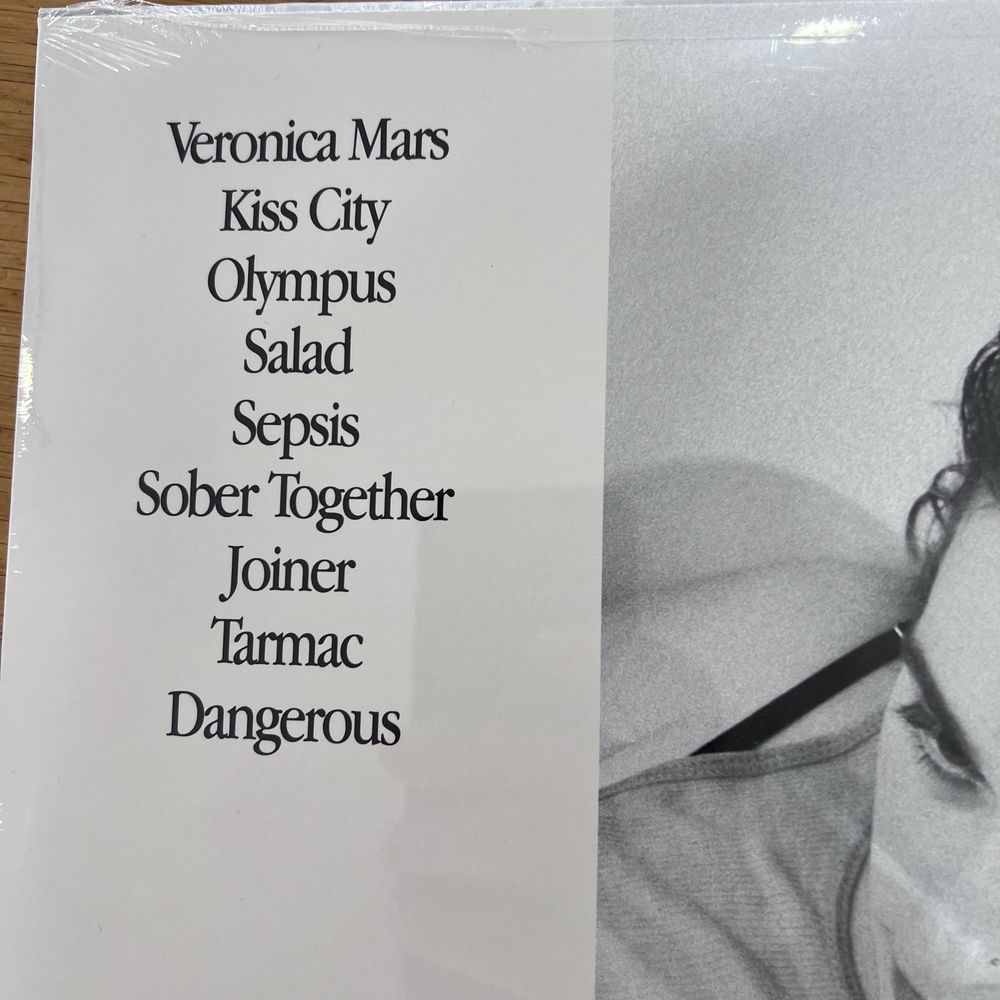 Veronica Mars
Kiss City
Olympus
Salad
Sepsis
Sober Together
Joiner
Tarmac
Dangerous